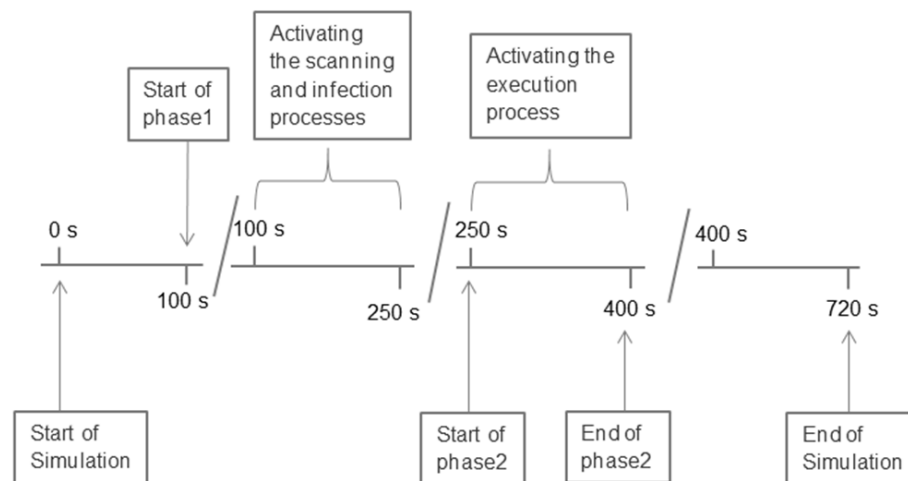 Activating
the scanning
and infection
processes
Activating the
execution
process
Start of
phase1
0 s
100 s
250 s
400 s
100 s
250 s
400 s
720 s
Start of
Simulation
Start of
phase2
End of
phase2
End of
Simulation